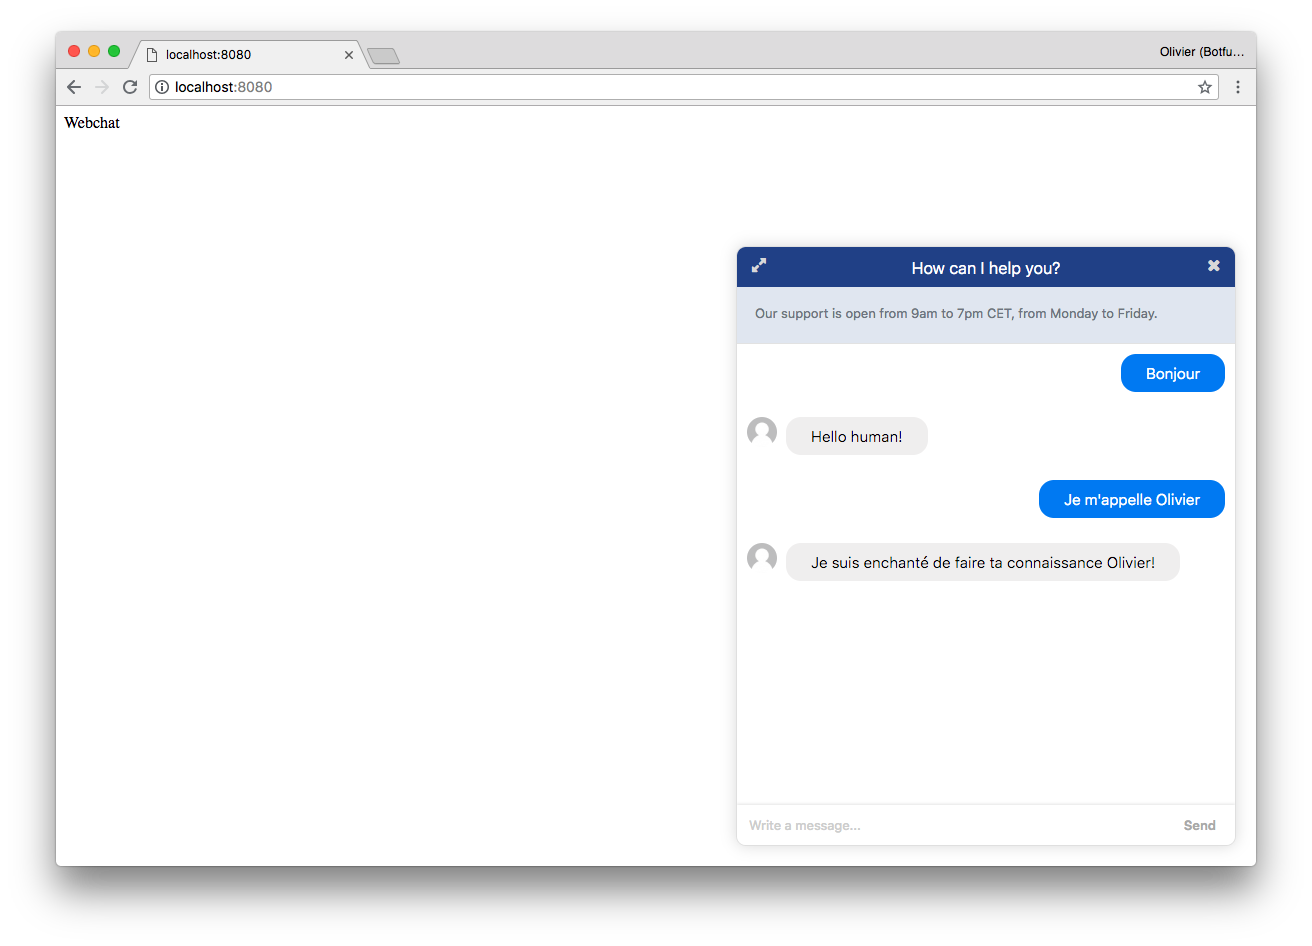 localhost:8080
Olivier (Botfu...
localhost:8080
Webchat
How can I help you?
Our support is open from 9am to 7pm CET, from Monday to Friday.
Bonjour
Hello human!
Je m'appelle Olivier
Je suis enchanté de faire ta connaissance Olivier!
Write a message...
Send